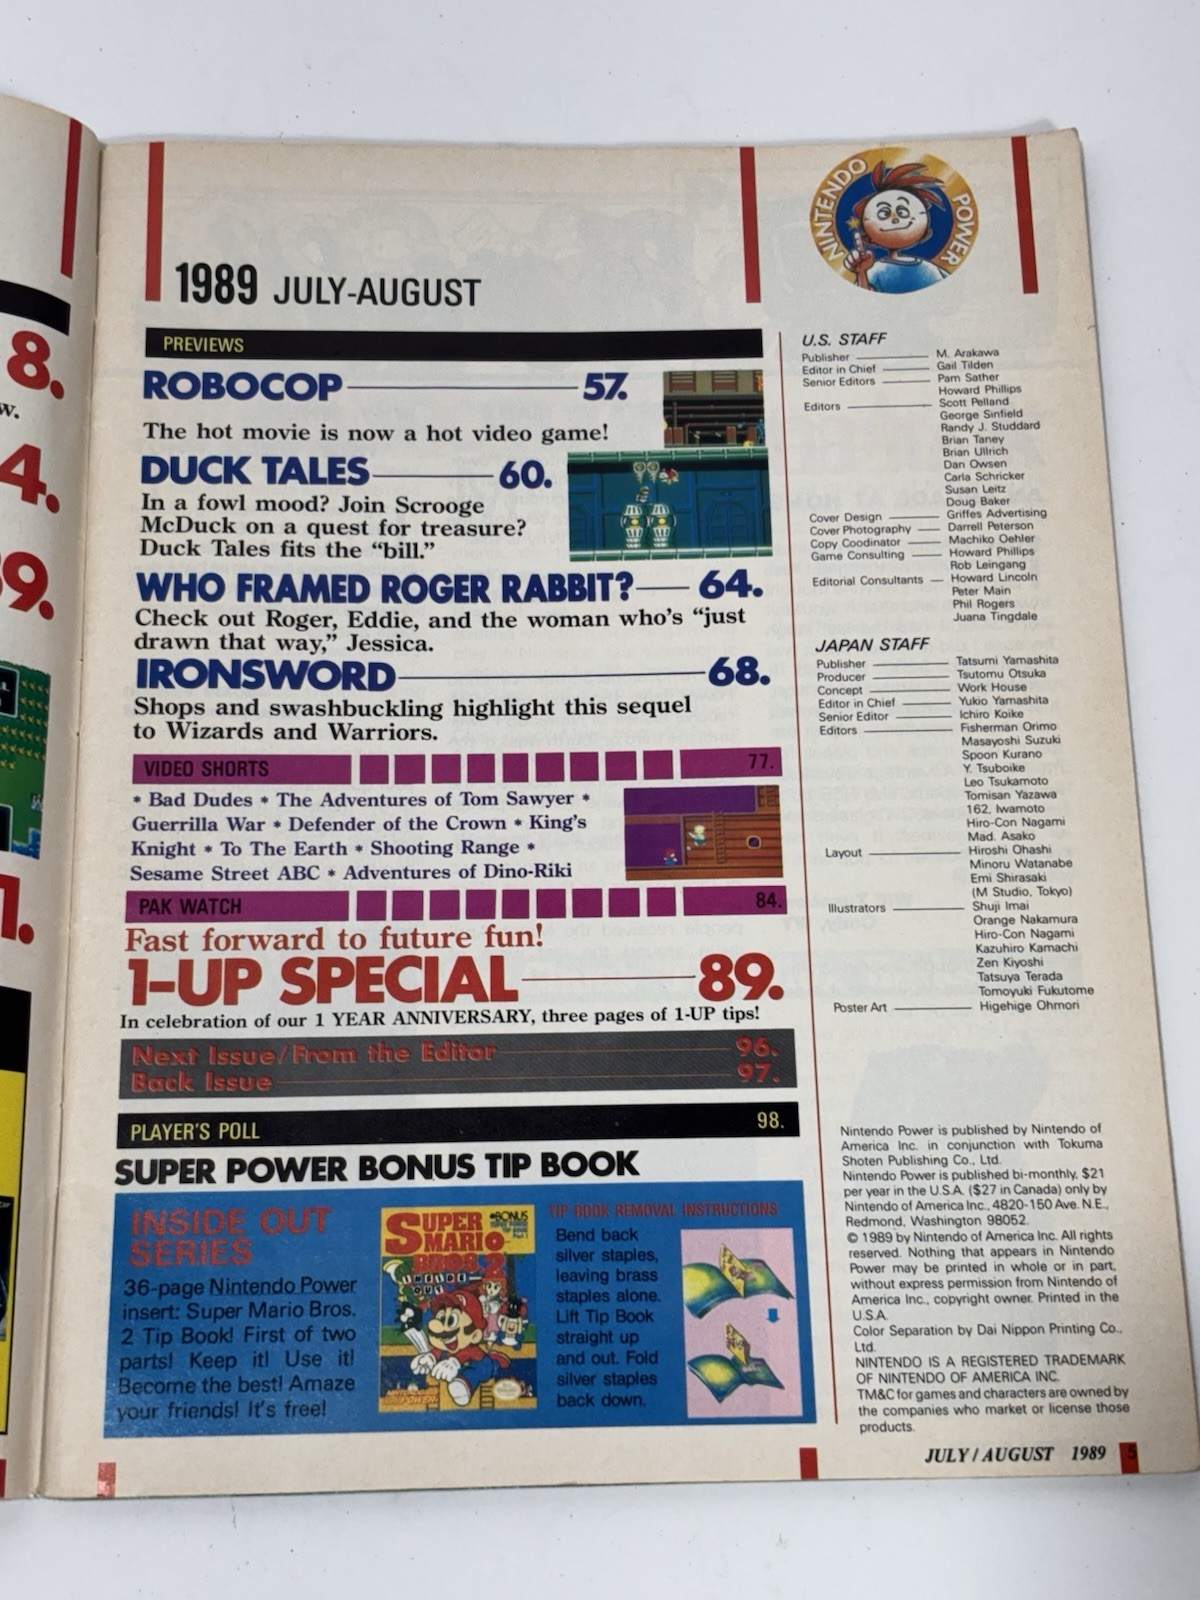 8.
w.
4.
9.
1.
1989 JULY-AUGUST
NINTENDO POWER
PREVIEWS
ROBOCOP 57.
The hot movie is now a hot video game!
DUCK TALES 60.
In a fowl mood? Join Scrooge
McDuck on a quest for treasure?
Duck Tales fits the “bill.”
WHO FRAMED ROGER RABBIT? 64.
Check out Roger, Eddie, and the woman who's “just
drawn that way,” Jessica.
IRONSWORD 68.
Shops and swashbuckling highlight this sequel
to Wizards and Warriors.
VIDEO SHORTS 77.
* Bad Dudes * The Adventures of Tom Sawyer *
Guerrilla War * Defender of the Crown * King's
Knight * To The Earth * Shooting Range *
Sesame Street ABC * Adventures of Dino-Riki
PAK WATCH 84.
Fast forward to future fun!
1-UP SPECIAL 89.
In celebration of our 1 YEAR ANNIVERSARY, three pages of 1-UP tips!
Next Issue/From the Editor 96.
Back Issue 97.
PLAYER'S POLL 98.
SUPER POWER BONUS TIP BOOK
INSIDE OUT
SERIES
36-page Nintendo Power
insert: Super Mario Bros.
2 Tip Book! First of two
parts! Keep it! Use it!
Become the best! Amaze
your friends! It's free!
SUPER
MARIO
BROS 2
INSIDE
OUT
BONUS
TIP BOOK REMOVAL INSTRUCTIONS
Bend back
silver staples,
leaving brass
staples alone.
Lift Tip Book
straight up
and out. Fold
silver staples
back down.
U.S. STAFF
Publisher M. Arakawa
Editor in Chief Gail Tilden
Senior Editors Pam Sather
Howard Phillips
Editors Scott Pelland
George Sinfield
Randy J. Studdard
Brian Taney
Brian Ullrich
Dan Owsen
Carla Schricker
Susan Leitz
Doug Baker
Cover Design Griffes Advertising
Cover Photography Darrell Peterson
Copy Coodinator Machiko Oehler
Game Consulting Howard Phillips
Rob Leingang
Editorial Consultants Howard Lincoln
Peter Main
Phil Rogers
Juana Tingdale
JAPAN STAFF
Publisher Tatsumi Yamashita
Producer Tsutomu Otsuka
Concept Work House
Editor in Chief Yukio Yamashita
Senior Editor Ichiro Koike
Editors Fisherman Orimo
Masayoshi Suzuki
Spoon Kurano
Y. Tsuboike
Leo Tsukamoto
Tomisan Yazawa
162, Iwamoto
Hiro-Con Nagami
Mad. Asako
Layout Hiroshi Ohashi
Minoru Watanabe
Emi Shirasaki
(M Studio, Tokyo)
Illustrators Shuji Imai
Orange Nakamura
Hiro-Con Nagami
Kazuhiro Kamachi
Zen Kiyoshi
Tatsuya Terada
Tomoyuki Fukutome
Poster Art Higehige Ohmori
Nintendo Power is published by Nintendo of
America Inc. in conjunction with Tokuma
Shoten Publishing Co., Ltd.
Nintendo Power is published bi-monthly, $21
per year in the U.S.A. ($27 in Canada) only by
Nintendo of America Inc., 4820-150 Ave. N.E.,
Redmond, Washington 98052.
© 1989 by Nintendo of America Inc. All rights
reserved. Nothing that appears in Nintendo
Power may be printed in whole or in part,
without express permission from Nintendo of
America Inc., copyright owner. Printed in the
U.S.A.
Color Separation by Dai Nippon Printing Co.,
Ltd.
NINTENDO IS A REGISTERED TRADEMARK
OF NINTENDO OF AMERICA INC.
TM&C for games and characters are owned by
the companies who market or license those
products.
JULY / AUGUST 1989 5